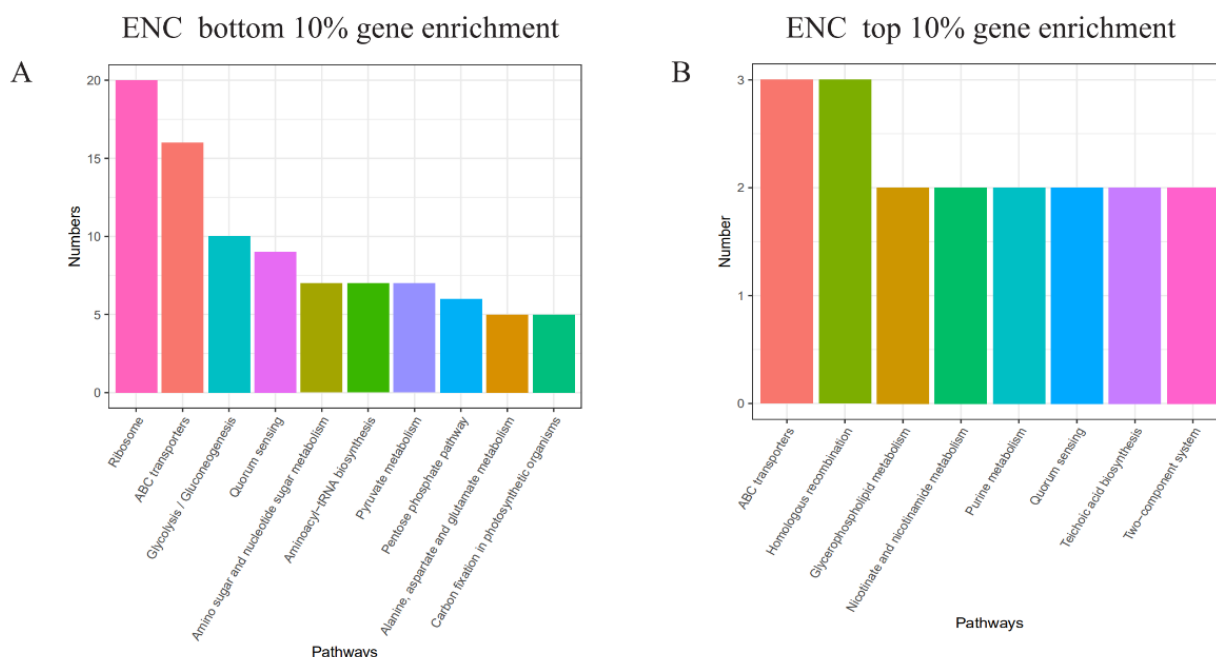 ENC bottom 10% gene enrichment
A
20
15
10
5
0
Numbers
Ribosome
ABC transporters
Glycolysis / Gluconeogenesis
Quorum sensing
Amino sugar and nucleotide sugar metabolism
Aminoacyl-tRNA biosynthesis
Pyruvate metabolism
Pentose phosphate pathway
Alanine, aspartate and glutamate metabolism
Carbon fixation in photosynthetic organisms
Pathways
ENC top 10% gene enrichment
B
3
2
1
0
Number
ABC transporters
Homologous recombination
Glycerophospholipid metabolism
Nicotinate and nicotinamide metabolism
Purine metabolism
Quorum sensing
Teichoic acid biosynthesis
Two-component system
Pathways